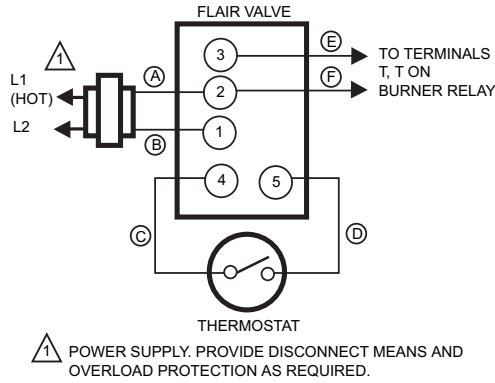 FLAIR VALVE
1
L1
(HOT)
L2
A
B
3
2
1
4
5
E
F
TO TERMINALS
T, T ON
BURNER RELAY
C
D
THERMOSTAT
1 POWER SUPPLY. PROVIDE DISCONNECT MEANS AND
OVERLOAD PROTECTION AS REQUIRED.